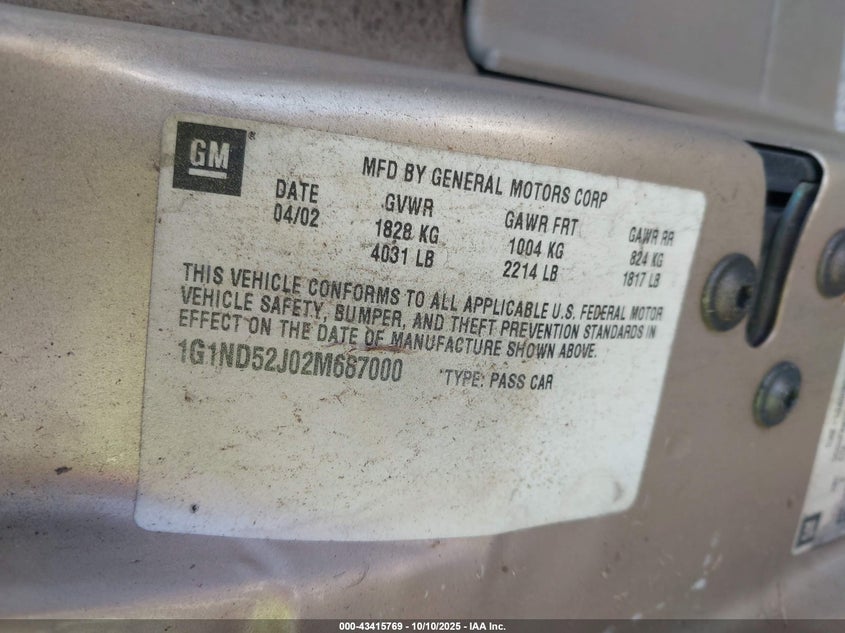 GM®
MFD BY GENERAL MOTORS CORP
DATE GVWR GAWR FRT GAWR RR
04/02 1828 KG 1004 KG 824 KG
4031 LB 2214 LB 1817 LB
THIS VEHICLE CONFORMS TO ALL APPLICABLE U.S. FEDERAL MOTOR
VEHICLE SAFETY, BUMPER, AND THEFT PREVENTION STANDARDS IN
EFFECT ON THE DATE OF MANUFACTURE SHOWN ABOVE.
1G1ND52J02M687000 *TYPE: PASS CAR
GM
000-43415769 - 10/10/2025 - IAA Inc.